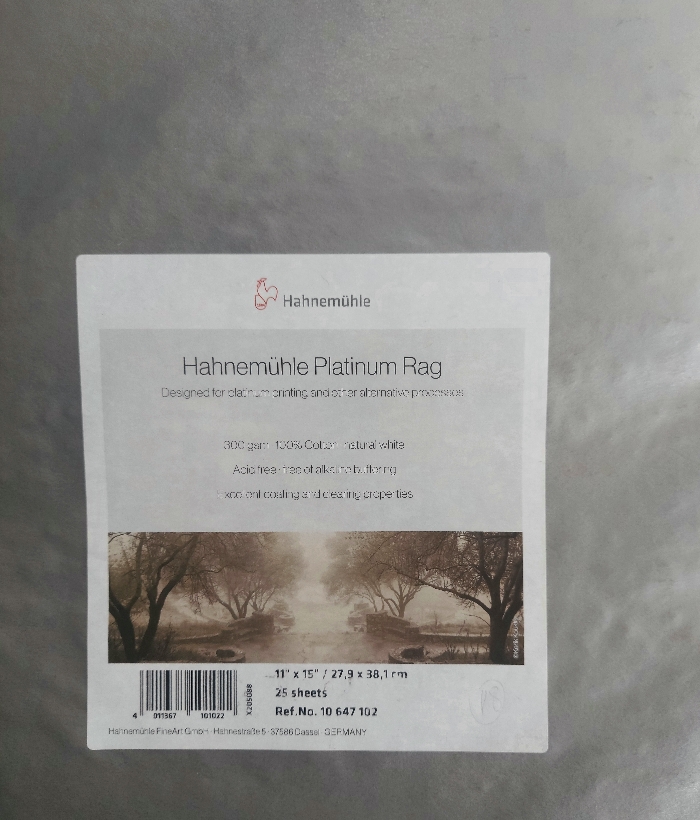 Hahnemühle
Hahnemühle Platinum Rag
Designed for platinum printing and other alternative processes
300 gsm · 100% Cotton · natural white
Acid free · free of alkaline buffering
Excellent coating and clearing properties
11" x 15" / 27,9 x 38,1 cm
25 sheets
Ref.No. 10 647 102
4 011367 101022
X205088
Hahnemühle FineArt GmbH · Hahnestraße 5 · 37586 Dassel · GERMANY